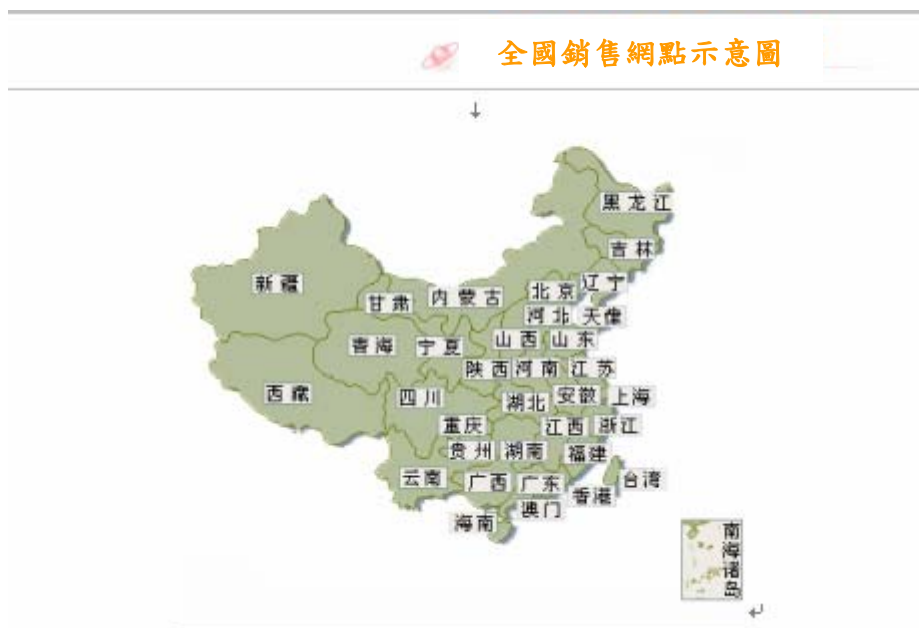 全國銷售網點示意圖
黑龙江
吉林
新疆
甘肃
内蒙古
北京
辽宁
河北
天津
青海
宁夏
山西
山东
陕西
河南
江苏
西藏
四川
湖北
安徽
上海
重庆
江西
浙江
贵州
湖南
福建
云南
广西
广东
台湾
香港
澳门
海南
南海诸岛